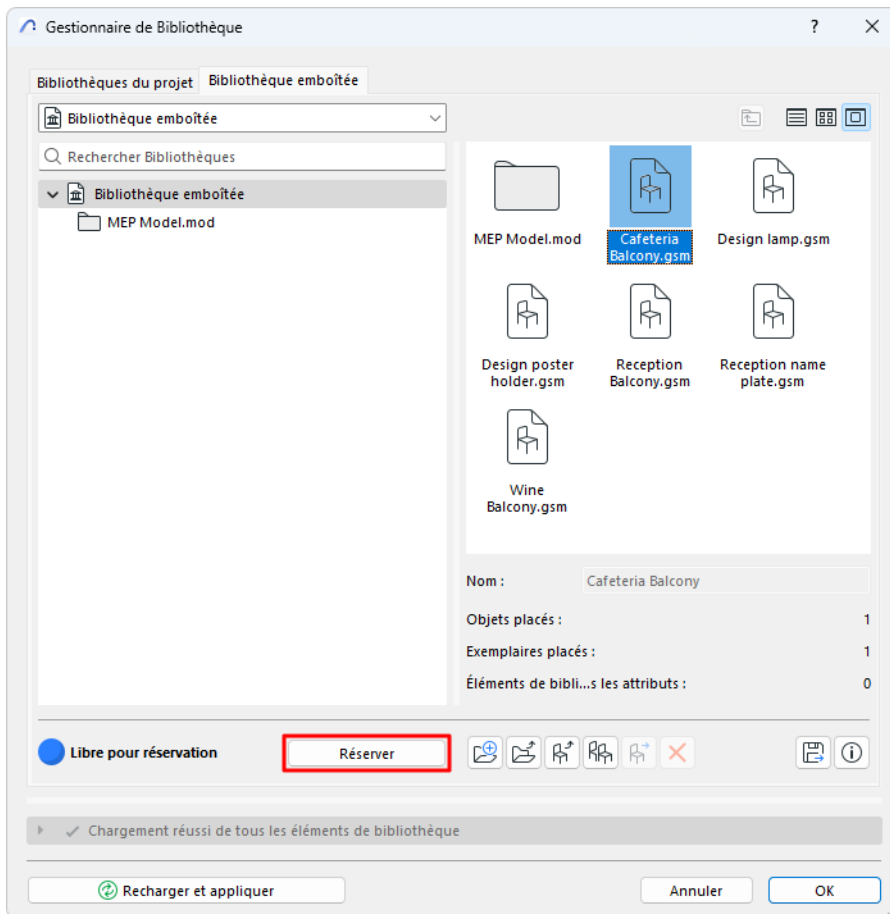 Gestionnaire de Bibliothèque
?
Bibliothèques du projet
Bibliothèque emboîtée
Bibliothèque emboîtée
Rechercher Bibliothèques
Bibliothèque emboîtée
MEP Model.mod
MEP Model.mod
Cafeteria
Balcony.gsm
Design lamp.gsm
Design poster
holder.gsm
Reception
Balcony.gsm
Reception name
plate.gsm
Wine
Balcony.gsm
Nom :
Cafeteria Balcony
Objets placés :
1
Exemplaires placés :
1
Éléments de bibli...s les attributs :
0
Libre pour réservation
Réserver
Chargement réussi de tous les éléments de bibliothèque
Recharger et appliquer
Annuler
OK